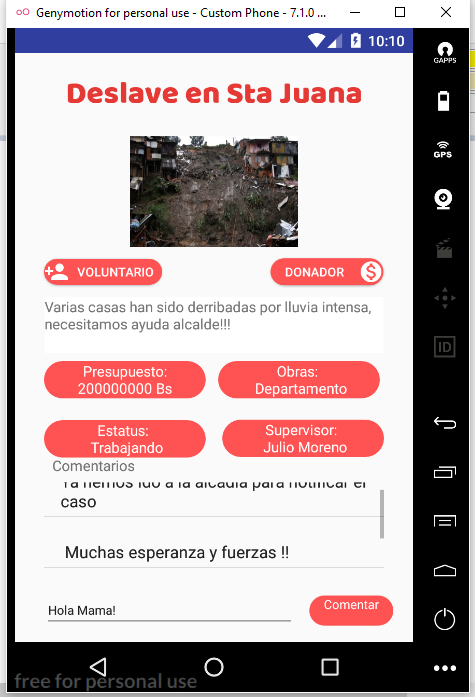 Genymotion for personal use - Custom Phone - 7.1.0 ...
10:10
GAPPS
Deslave en Sta Juana
GPS
VOLUNTARIO
DONADOR
$
ID
Varias casas han sido derribadas por lluvia intensa,
necesitamos ayuda alcalde!!!
Presupuesto:
200000000 Bs
Obras:
Departamento
Estatus:
Trabajando
Supervisor:
Julio Moreno
Comentarios
Ya hemos ido a la alcadia para notificar el
caso
Muchas esperanza y fuerzas !!
Hola Mama!
Comentar
free for personal use